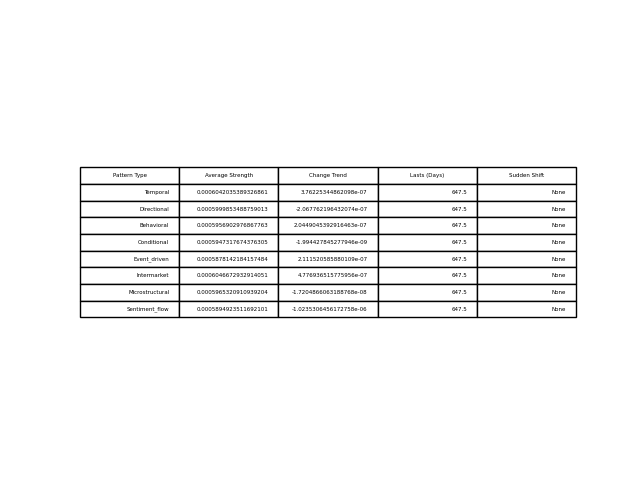 Pattern Type Average Strength Change Trend Lasts (Days) Sudden Shift
Temporal 0.0006042035389326861 3.76225344862098e-07 647.5 None
Directional 0.0005999853488759013 -2.067762196432074e-07 647.5 None
Behavioral 0.0005956902976867763 2.0449045392916463e-07 647.5 None
Conditional 0.0005947317674376305 -1.994427845277946e-09 647.5 None
Event_driven 0.0005878142184157484 2.111520585880109e-07 647.5 None
Intermarket 0.0006046672932914051 4.776936515775956e-07 647.5 None
Microstructural 0.0005965320910939204 -1.7204866063188768e-08 647.5 None
Sentiment_flow 0.0005894923511692101 -1.0235306456172758e-06 647.5 None